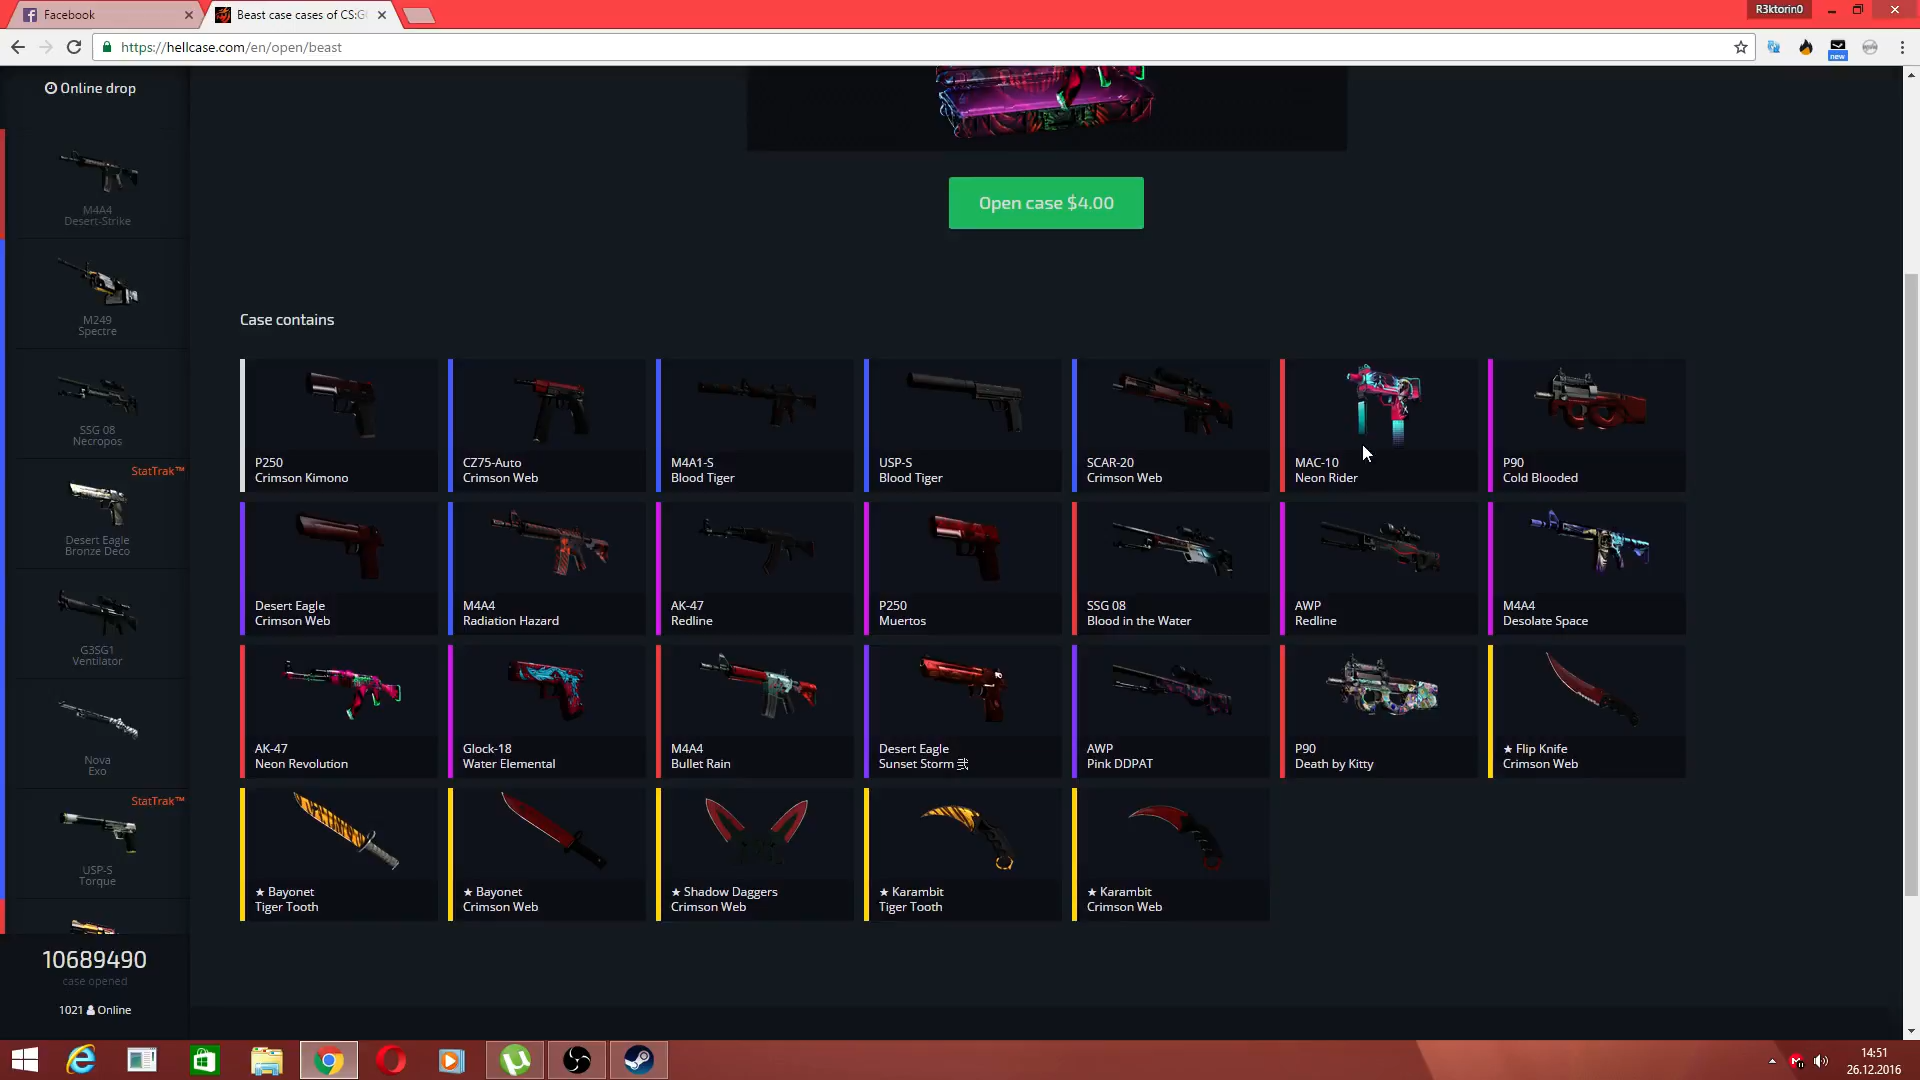 Facebook
Beast case cases of CS:G
R3ktorin0
https://hellcase.com/en/open/beast
new
Online drop
M4A4
Desert-Strike
M249
Spectre
SSG 08
Necropos
StatTrak™
Desert Eagle
Bronze Deco
G3SG1
Ventilator
Nova
Exo
StatTrak™
USP-S
Torque
10689490
case opened
1021 Online
Open case $4.00
Case contains
P250
Crimson Kimono
CZ75-Auto
Crimson Web
M4A1-S
Blood Tiger
USP-S
Blood Tiger
SCAR-20
Crimson Web
MAC-10
Neon Rider
P90
Cold Blooded
Desert Eagle
Crimson Web
M4A4
Radiation Hazard
AK-47
Redline
P250
Muertos
SSG 08
Blood in the Water
AWP
Redline
M4A4
Desolate Space
AK-47
Neon Revolution
Glock-18
Water Elemental
M4A4
Bullet Rain
Desert Eagle
Sunset Storm 弐
AWP
Pink DDPAT
P90
Death by Kitty
★ Flip Knife
Crimson Web
★ Bayonet
Tiger Tooth
★ Bayonet
Crimson Web
★ Shadow Daggers
Crimson Web
★ Karambit
Tiger Tooth
★ Karambit
Crimson Web
14:51
26.12.2016